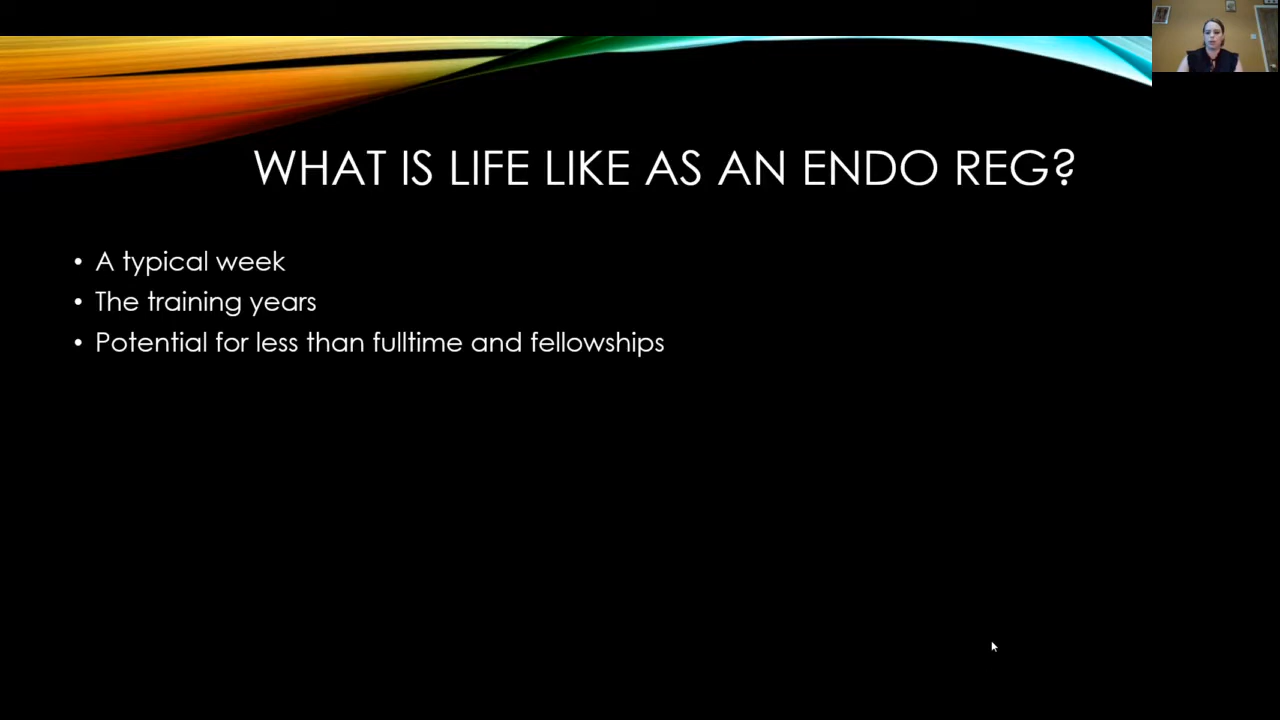 WHAT IS LIFE LIKE AS AN ENDO REG?
• A typical week
• The training years
• Potential for less than fulltime and fellowships